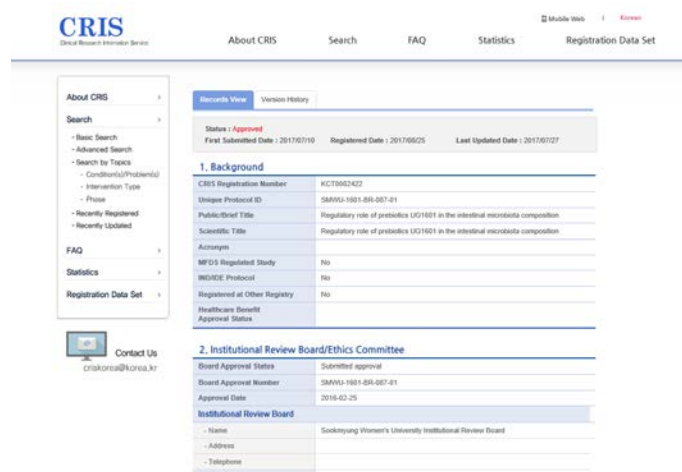 Mobile Web | Korean
CRIS
Clinical Research Information Service
About CRIS Search FAQ Statistics Registration Data Set
About CRIS
Search
- Basic Search
- Advanced Search
- Search by Topics
- Condition(s)/Problem(s)
- Intervention Type
- Phase
- Recently Registered
- Recently Updated
FAQ
Statistics
Registration Data Set
Contact Us
criskorea@korea.kr
Records View Version History
Status : Approved
First Submitted Date : 2017/07/10 Registered Date : 2017/08/25 Last Updated Date : 2017/07/27
1. Background
CRIS Registration Number KCT0002422
Unique Protocol ID SMWU-1601-BR-087-01
Public/Brief Title Regulatory role of prebiotics UG1601 in the intestinal microbiota composition
Scientific Title Regulatory role of prebiotics UG1601 in the intestinal microbiota composition
Acronym
MFDS Regulated Study No
IND/IDE Protocol No
Registered at Other Registry No
Healthcare Benefit
Approval Status
2. Institutional Review Board/Ethics Committee
Board Approval Status Submitted approval
Board Approval Number SMWU-1601-BR-087-01
Approval Date 2016-02-25
Institutional Review Board
- Name Sookmyung Women's University Institutional Review Board
- Address
- Telephone